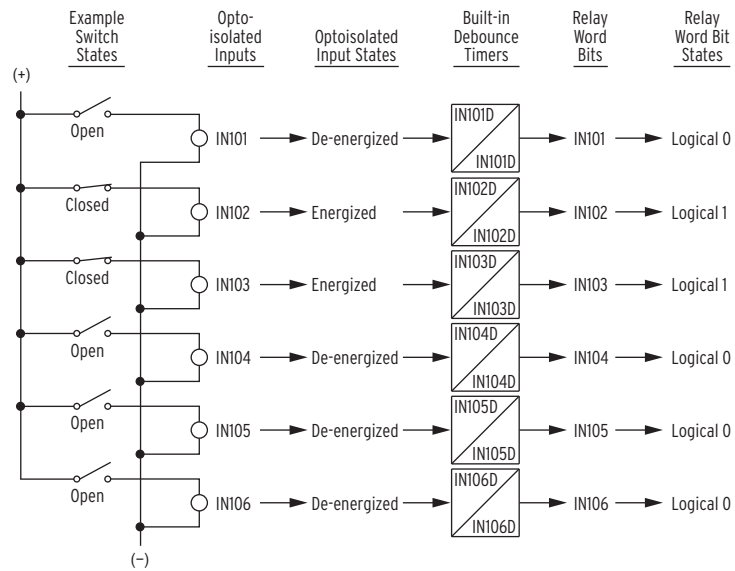 Example Switch States
Opto-isolated Inputs
Optoisolated Input States
Built-in Debounce Timers
Relay Word Bits
Relay Word Bit States
(+)
Open
IN101
De-energized
IN101D
IN101D
IN101
Logical 0
Closed
IN102
Energized
IN102D
IN102D
IN102
Logical 1
Closed
IN103
Energized
IN103D
IN103D
IN103
Logical 1
Open
IN104
De-energized
IN104D
IN104D
IN104
Logical 0
Open
IN105
De-energized
IN105D
IN105D
IN105
Logical 0
Open
IN106
De-energized
IN106D
IN106D
IN106
Logical 0
(–)